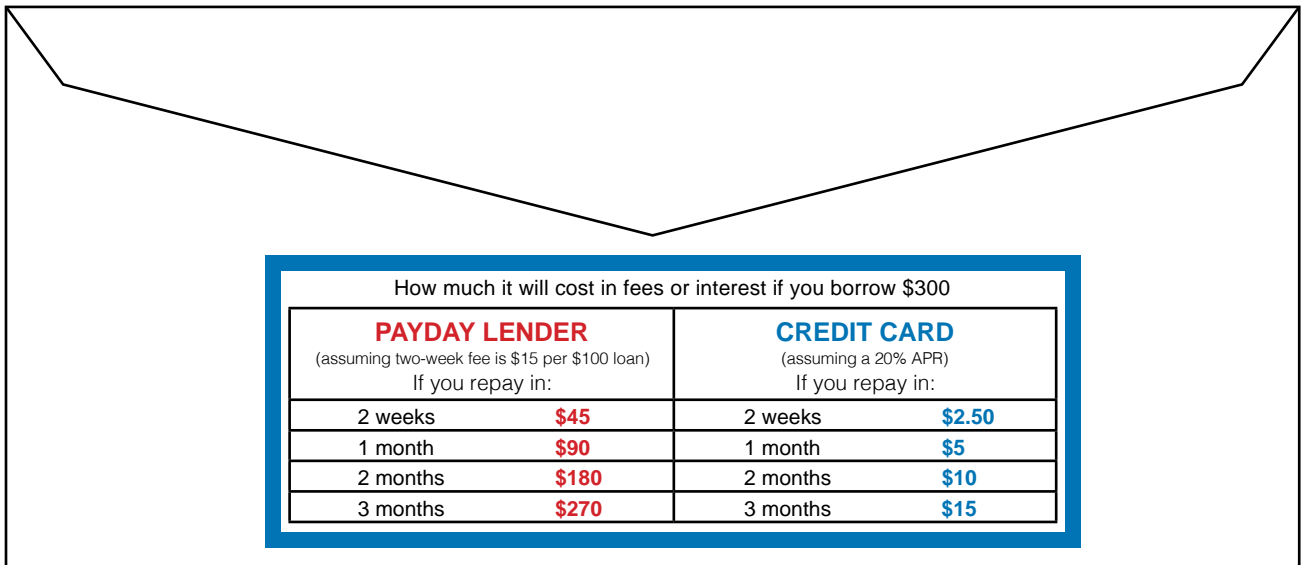 How much it will cost in fees or interest if you borrow $300
PAYDAY LENDER
(assuming two-week fee is $15 per $100 loan)
If you repay in:
2 weeks $45
1 month $90
2 months $180
3 months $270
CREDIT CARD
(assuming a 20% APR)
If you repay in:
2 weeks $2.50
1 month $5
2 months $10
3 months $15